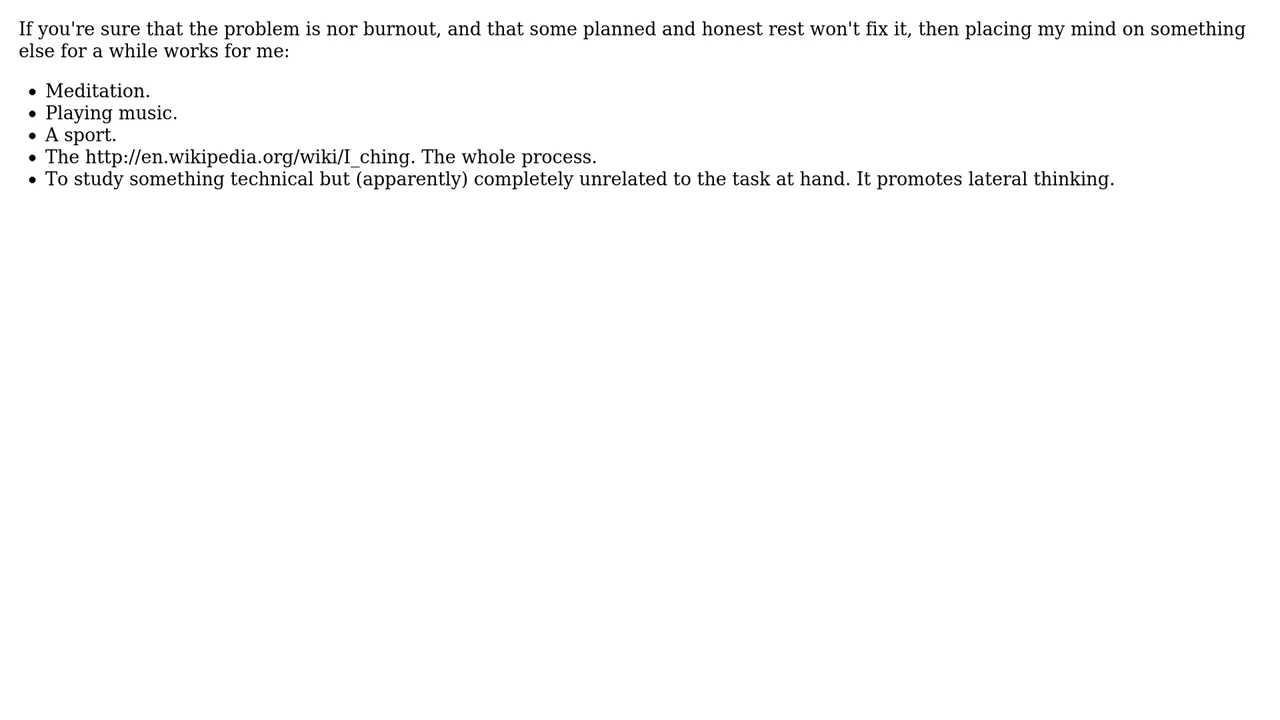 If you're sure that the problem is nor burnout, and that some planned and honest rest won't fix it, then placing my mind on something
else for a while works for me:
• Meditation.
• Playing music.
• A sport.
• The http://en.wikipedia.org/wiki/I_ching. The whole process.
• To study something technical but (apparently) completely unrelated to the task at hand. It promotes lateral thinking.